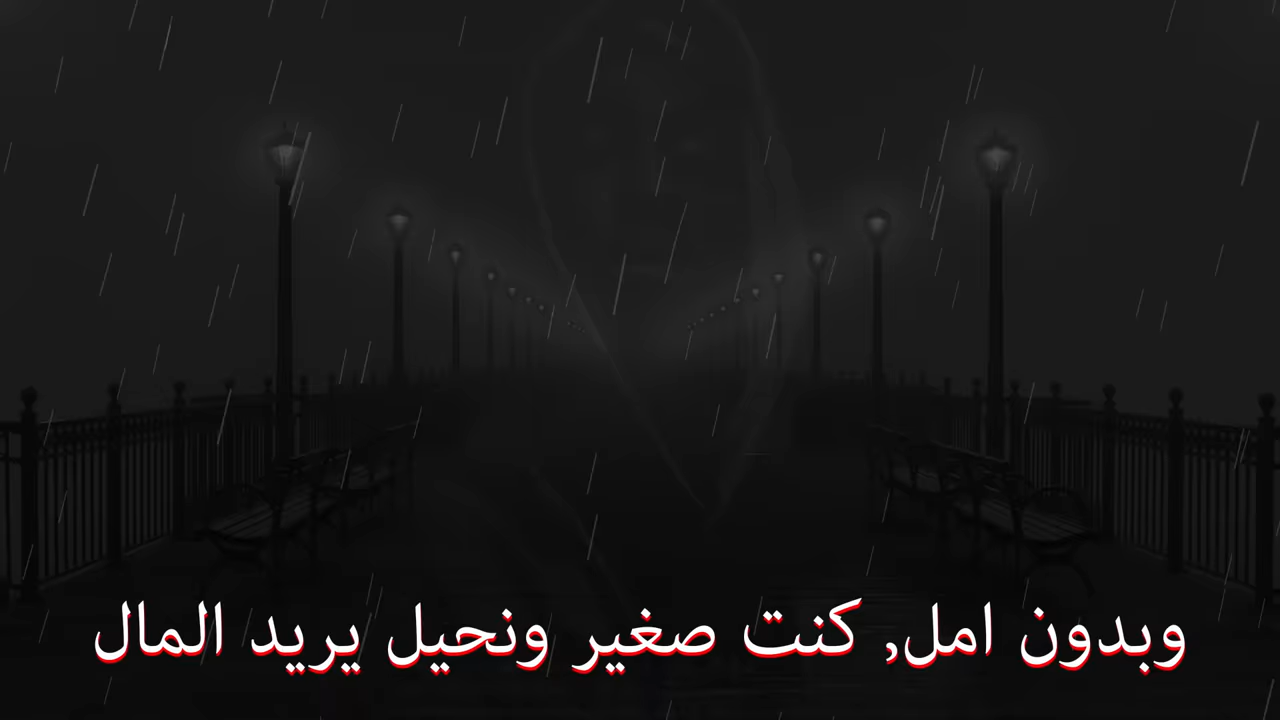 وبدون امل, كنت صغير ونحيل يريد المال